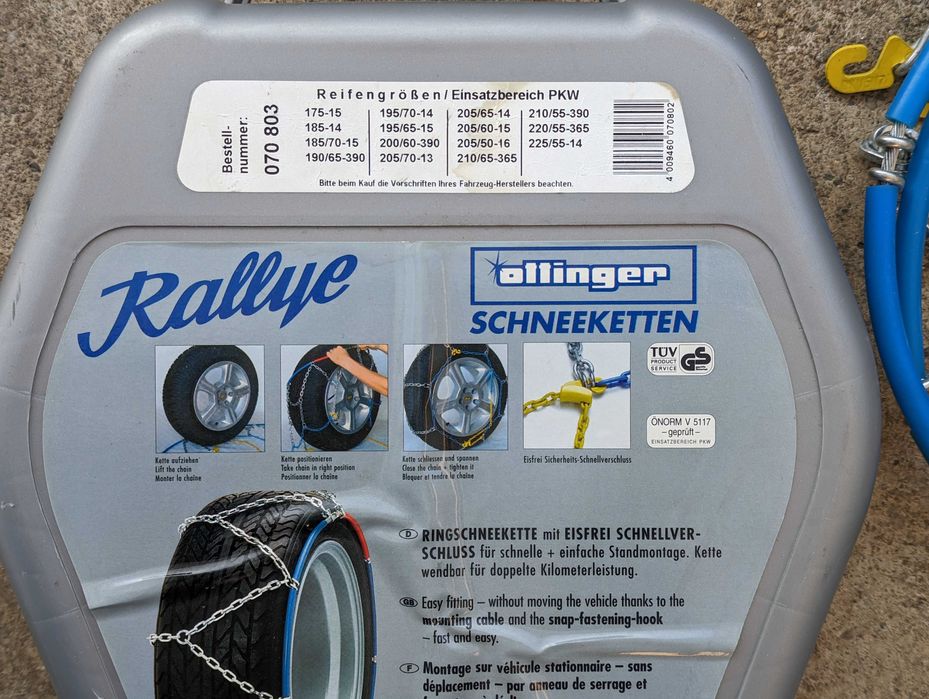 Reifengrößen/Einsatzbereich PKW
Bestell-
nummer:
070 803
175-15
185-14
185/70-15
190/65-390
195/70-14
195/65-15
200/60-390
205/70-13
205/65-14
205/60-15
205/50-16
210/65-365
210/55-390
220/55-365
225/55-14
4 009460 070802
Bitte beim Kauf die Vorschriften Ihres Fahrzeug-Herstellers beachten.
Rallye
ottinger
SCHNEEKETTEN
TÜV
PRODUCT
SERVICE
GS
ÖNORM V 5117
- geprüft -
EINSATZBEREICH PKW
Kette aufziehen
Lift the chain
Monter la chaine
Kette positionieren
Take chain in right position
Positionner la chaine
Kette schliessen und spannen
Close the chain + tighten it
Bloquer et tendre la chaine
Eisfrei Sicherheits-Schnellverschluss
D RINGSCHNEEKETTE mit EISFREI SCHNELLVER-
SCHLUSS für schnelle + einfache Standmontage. Kette
wendbar für doppelte Kilometerleistung.
GB Easy fitting – without moving the vehicle thanks to the
mounting cable and the snap-fastening-hook
– fast and easy.
F Montage sur véhicule stationnaire – sans
déplacement – par anneau de serrage et